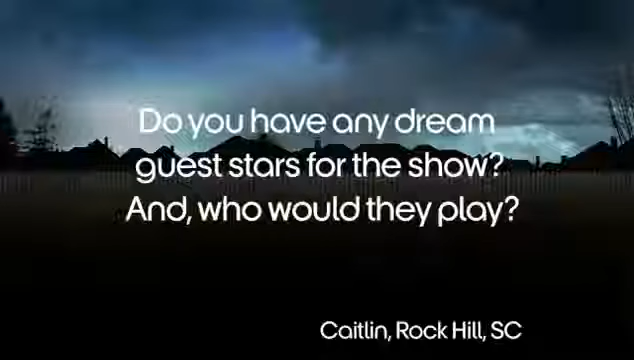 Do you have any dream
guest stars for the show?
And, who would they play?
Caitlin, Rock Hill, SC